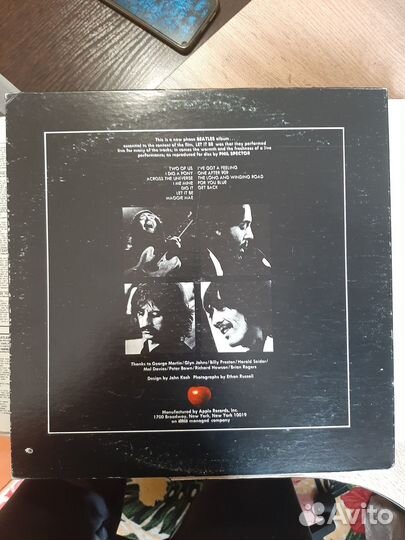 This is a new phase BEATLES album . . .
essential to the content of the film, LET IT BE was that they performed
live for many of the tracks; in comes the warmth and the freshness of a live
performance; as reproduced for disc by PHIL SPECTOR
TWO OF US
I DIG A PONY
ACROSS THE UNIVERSE
I ME MINE
DIG IT
LET IT BE
MAGGIE MAE
I'VE GOT A FEELING
ONE AFTER 909
THE LONG AND WINDING ROAD
FOR YOU BLUE
GET BACK
Thanks to George Martin/Glyn Johns/Billy Preston/Harold Seider/
Mal Davies/Peter Bown/Richard Hewson/Brian Rogers
Design by John Kosh Photographs by Ethan Russell
Manufactured by Apple Records, Inc.
1700 Broadway, New York, New York 10019
an abkco managed company
Avito